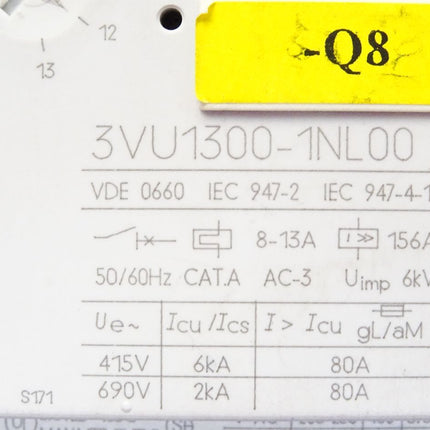 12
13
-Q8
3VU1300-1NL00
VDE 0660 IEC 947-2 IEC 947-4-1
8-13A I>> 156A
50/60Hz CAT.A AC-3 Uimp 6kV
Ue~ Icu/Ics I> Icu gL/aM
415V 6kA 80A
690V 2kA 80A
S171